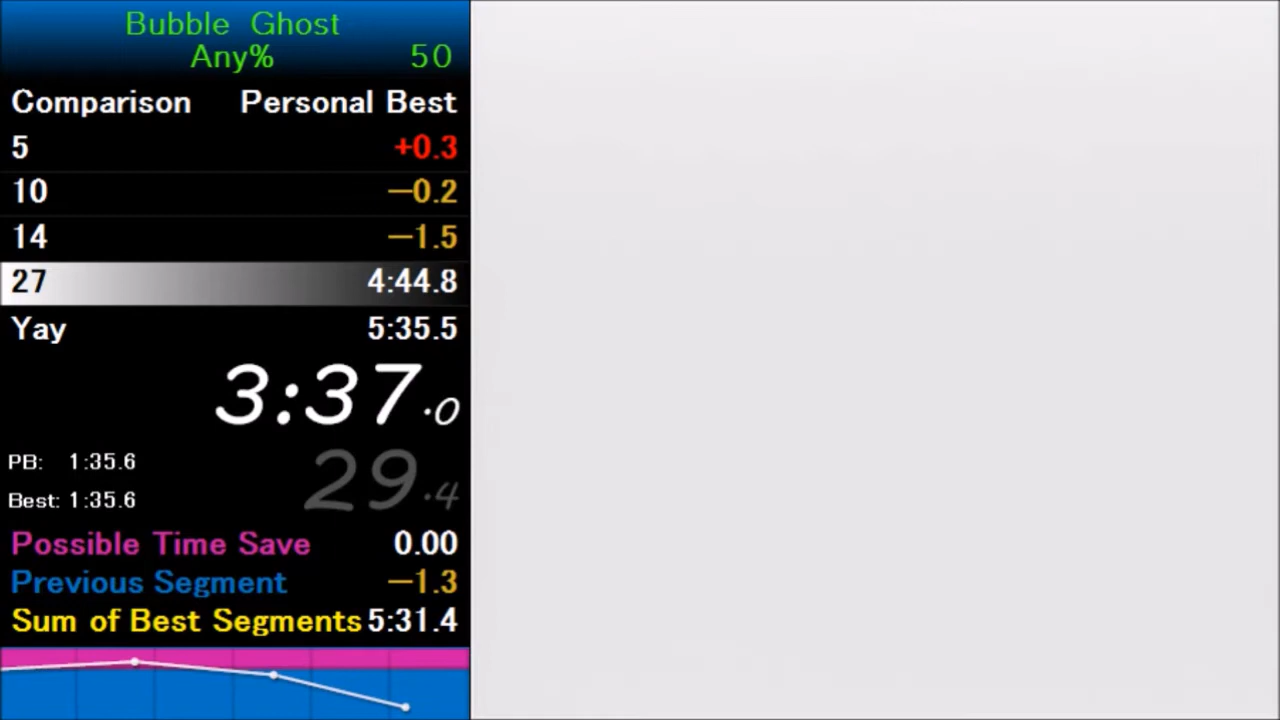 Bubble Ghost
Any% 50
Comparison Personal Best
5 +0.3
10 −0.2
14 −1.5
27 4:44.8
Yay 5:35.5
3:37.0
PB: 1:35.6
29.4
Best: 1:35.6
Possible Time Save 0.00
Previous Segment −1.3
Sum of Best Segments 5:31.4